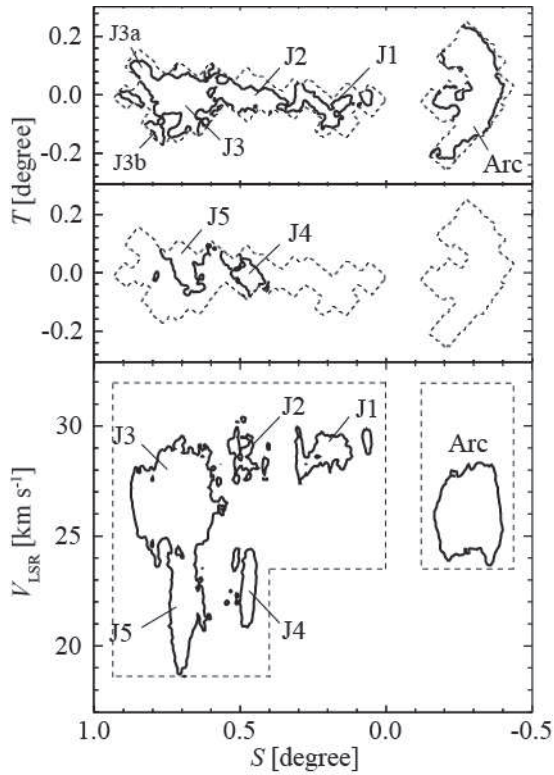 J3a
J2
J1
0.2
0.0
-0.2
J3b
J3
Arc
T [degree]
J5
J4
0.2
0.0
-0.2
J3
J2
J1
Arc
30
25
20
V_LSR [km s⁻¹]
J5
J4
1.0 0.5 0.0 -0.5
S [degree]